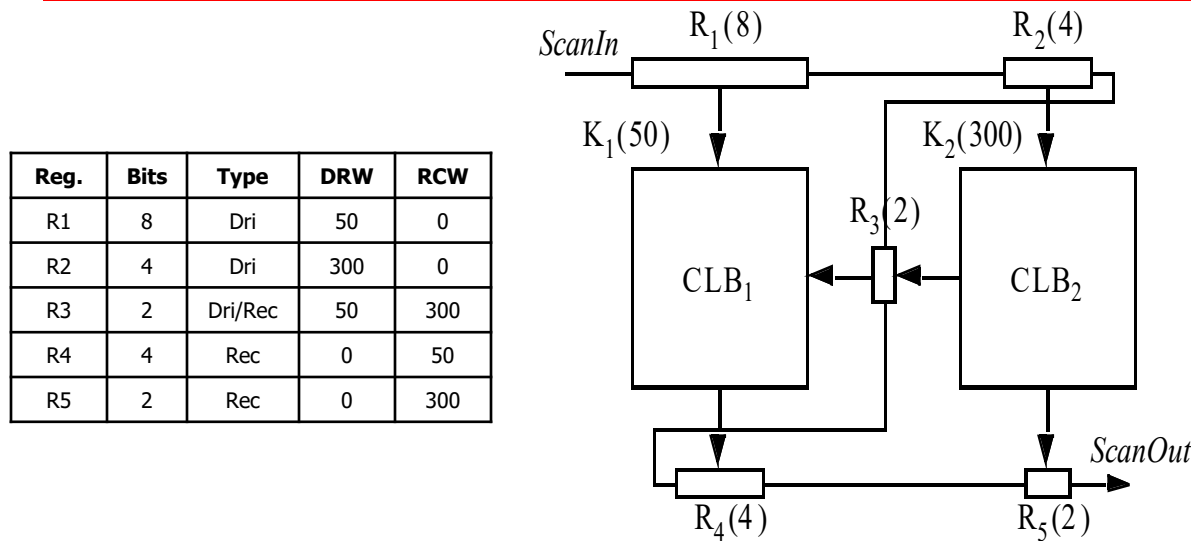 Reg. Bits Type DRW RCW
R1 8 Dri 50 0
R2 4 Dri 300 0
R3 2 Dri/Rec 50 300
R4 4 Rec 0 50
R5 2 Rec 0 300
ScanIn
R1(8)
R2(4)
K1(50)
K2(300)
R3(2)
CLB1
CLB2
ScanOut
R4(4)
R5(2)